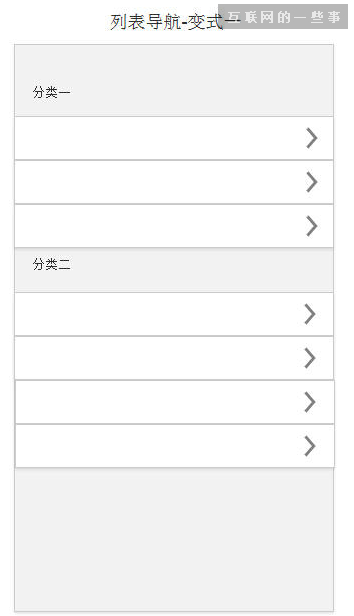 列表导航-变式一
互联网的一些事
分类一
分类二